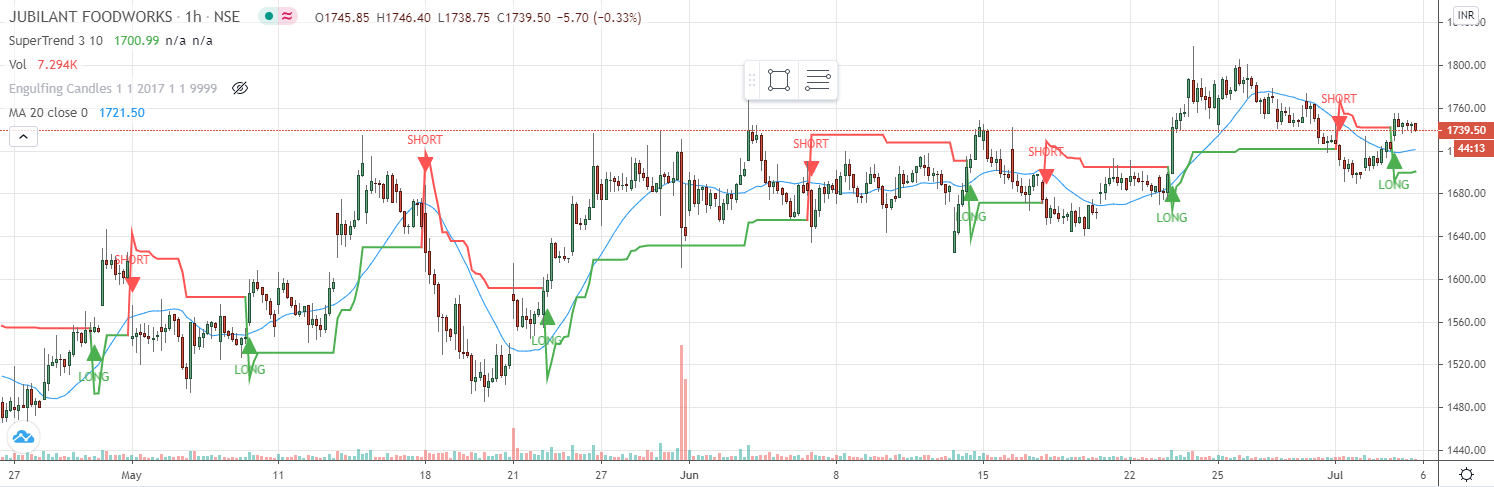 JUBILANT FOODWORKS · 1h · NSE O1745.85 H1746.40 L1738.75 C1739.50 −5.70 (−0.33%)
SuperTrend 3 10 1700.99 n/a n/a
Vol 7.294K
Engulfing Candles 1 1 2017 1 1 9999
MA 20 close 0 1721.50
INR
1800.00
1760.00
1739.50
44:13
1680.00
1640.00
1600.00
1560.00
1520.00
1480.00
1440.00
SHORT
SHORT
SHORT
SHORT
SHORT
LONG
LONG
LONG
LONG
LONG
LONG
27 May 11 18 21 27 Jun 8 15 22 25 Jul 6